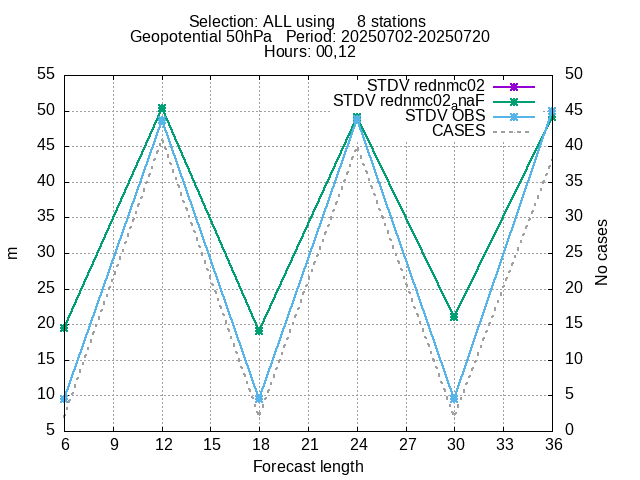 Selection: ALL using     8 stations
Geopotential 50hPa   Period: 20250702-20250720
Hours: 00,12
STDV rednmc02
STDV rednmc02anaF
STDV OBS
CASES
55
50
45
40
35
30
25
20
15
10
5
m
50
45
40
35
30
25
20
15
10
5
0
No cases
6 9 12 15 18 21 24 27 30 33 36
Forecast length